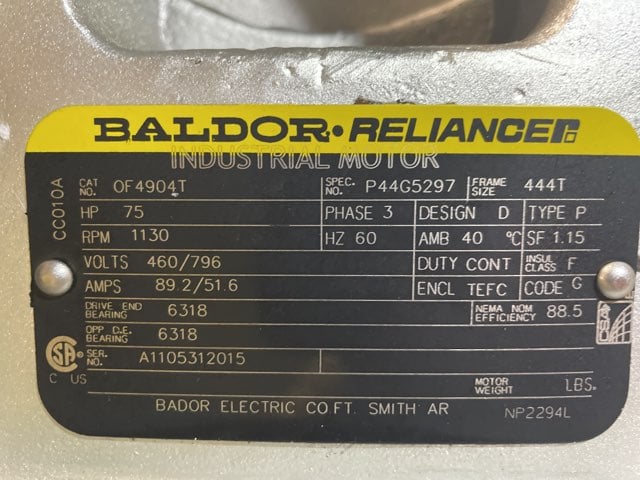 BALDOR•RELIANCE
INDUSTRIAL MOTOR
CC010A
CAT. NO. OF4904T SPEC. NO. P44G5297 FRAME SIZE 444T
HP 75 PHASE 3 DESIGN D TYPE P
RPM 1130 HZ 60 AMB 40 °C SF 1.15
VOLTS 460/796 DUTY CONT INSUL CLASS F
AMPS 89.2/51.6 ENCL TEFC CODE G
DRIVE END BEARING 6318 NEMA NOM EFFICIENCY 88.5
OPP D.E. BEARING 6318
SER. NO. A1105312015
SA ®
C US
CSA
MOTOR WEIGHT LBS.
BADOR ELECTRIC CO FT. SMITH AR NP2294L